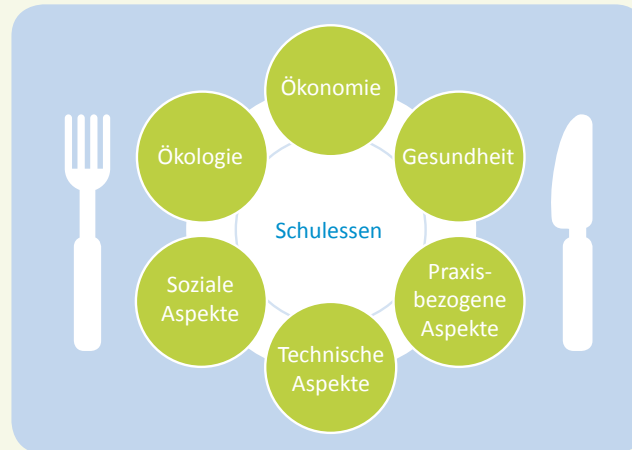 Ökonomie
Ökologie
Gesundheit
Schulessen
Soziale
Aspekte
Praxis-
bezogene
Aspekte
Technische
Aspekte